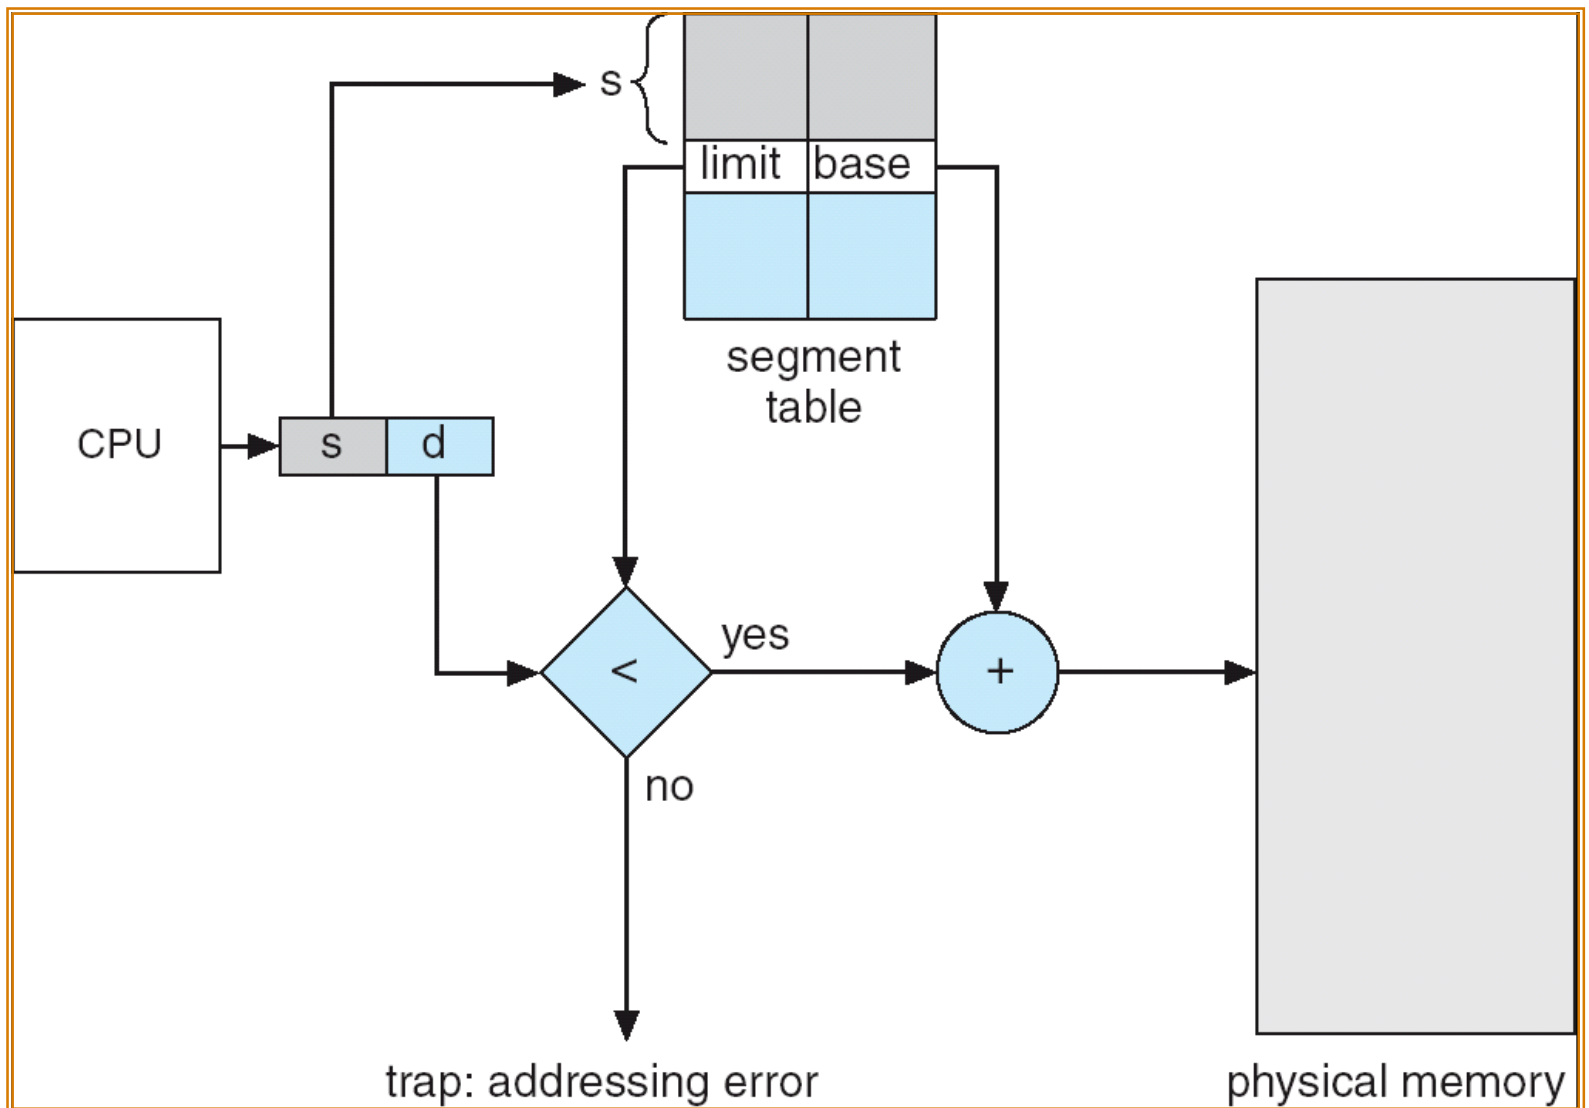 s
limit base
segment
table
CPU
s d
yes
<
+
no
trap: addressing error
physical memory